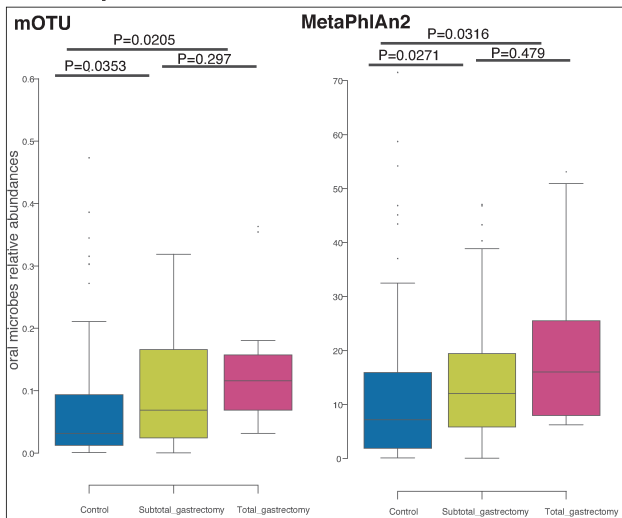 mOTU
P=0.0205
P=0.0353
P=0.297
oral microbes relative abundances
0.6
0.5
0.4
0.3
0.2
0.1
0.0
Control
Subtotal_gastrectomy
Total_gastrectomy
MetaPhlAn2
P=0.0316
P=0.0271
P=0.479
70
60
50
40
30
20
10
0
Control
Subtotal_gastrectomy
Total_gastrectomy